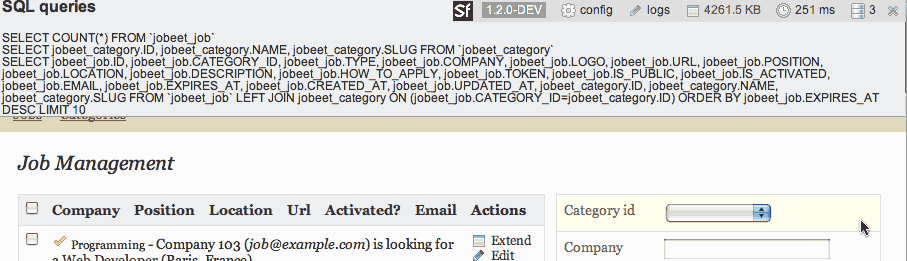 SQL queries
Sf 1.2.0-DEV config logs 4261.5 KB 251 ms 3
SELECT COUNT(*) FROM `jobeet_job`
SELECT jobeet_category.ID, jobeet_category.NAME, jobeet_category.SLUG FROM `jobeet_category`
SELECT jobeet_job.ID, jobeet_job.CATEGORY_ID, jobeet_job.TYPE, jobeet_job.COMPANY, jobeet_job.LOGO, jobeet_job.URL, jobeet_job.POSITION,
jobeet_job.LOCATION, jobeet_job.DESCRIPTION, jobeet_job.HOW_TO_APPLY, jobeet_job.TOKEN, jobeet_job.IS_PUBLIC, jobeet_job.IS_ACTIVATED,
jobeet_job.EMAIL, jobeet_job.EXPIRES_AT, jobeet_job.CREATED_AT, jobeet_job.UPDATED_AT, jobeet_category.ID, jobeet_category.NAME,
jobeet_category.SLUG FROM `jobeet_job` LEFT JOIN jobeet_category ON (jobeet_job.CATEGORY_ID=jobeet_category.ID) ORDER BY jobeet_job.EXPIRES_AT
DESC LIMIT 10
Jobs Categories
Job Management
Company Position Location Url Activated? Email Actions
Category id
Programming - Company 103 (job@example.com) is looking for
Extend
Company
a Web Developer (Paris, France)
Edit